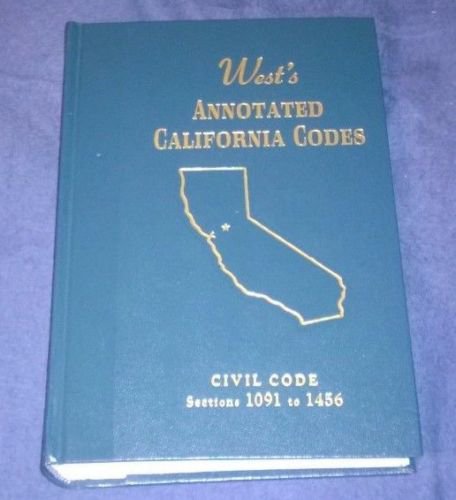 West's
ANNOTATED
CALIFORNIA CODES
CIVIL CODE
Sections 1091 to 1456